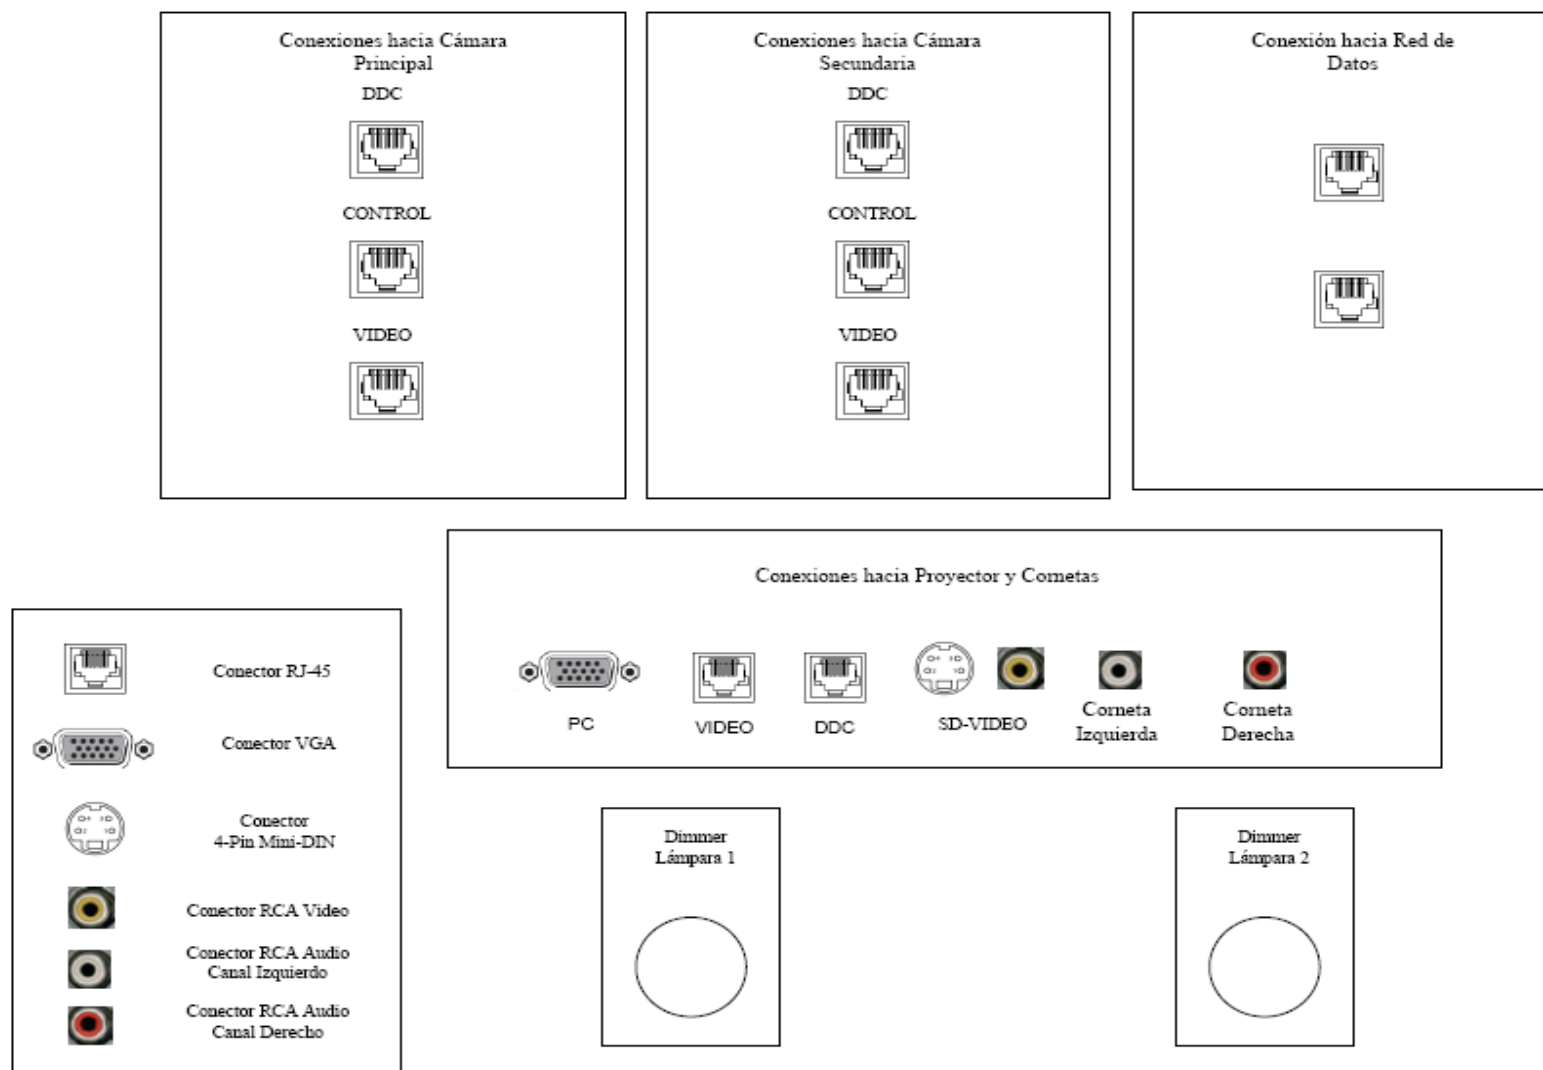 Conexiones hacia Cámara
Principal
DDC
CONTROL
VIDEO
Conexiones hacia Cámara
Secundaria
DDC
CONTROL
VIDEO
Conexión hacia Red de
Datos
Conexiones hacia Proyector y Cornetas
PC
VIDEO
DDC
SD-VIDEO
Corneta
Izquierda
Corneta
Derecha
Conector RJ-45
Conector VGA
Conector
4-Pin Mini-DIN
Conector RCA Video
Conector RCA Audio
Canal Izquierdo
Conector RCA Audio
Canal Derecho
Dimmer
Lámpara 1
Dimmer
Lámpara 2